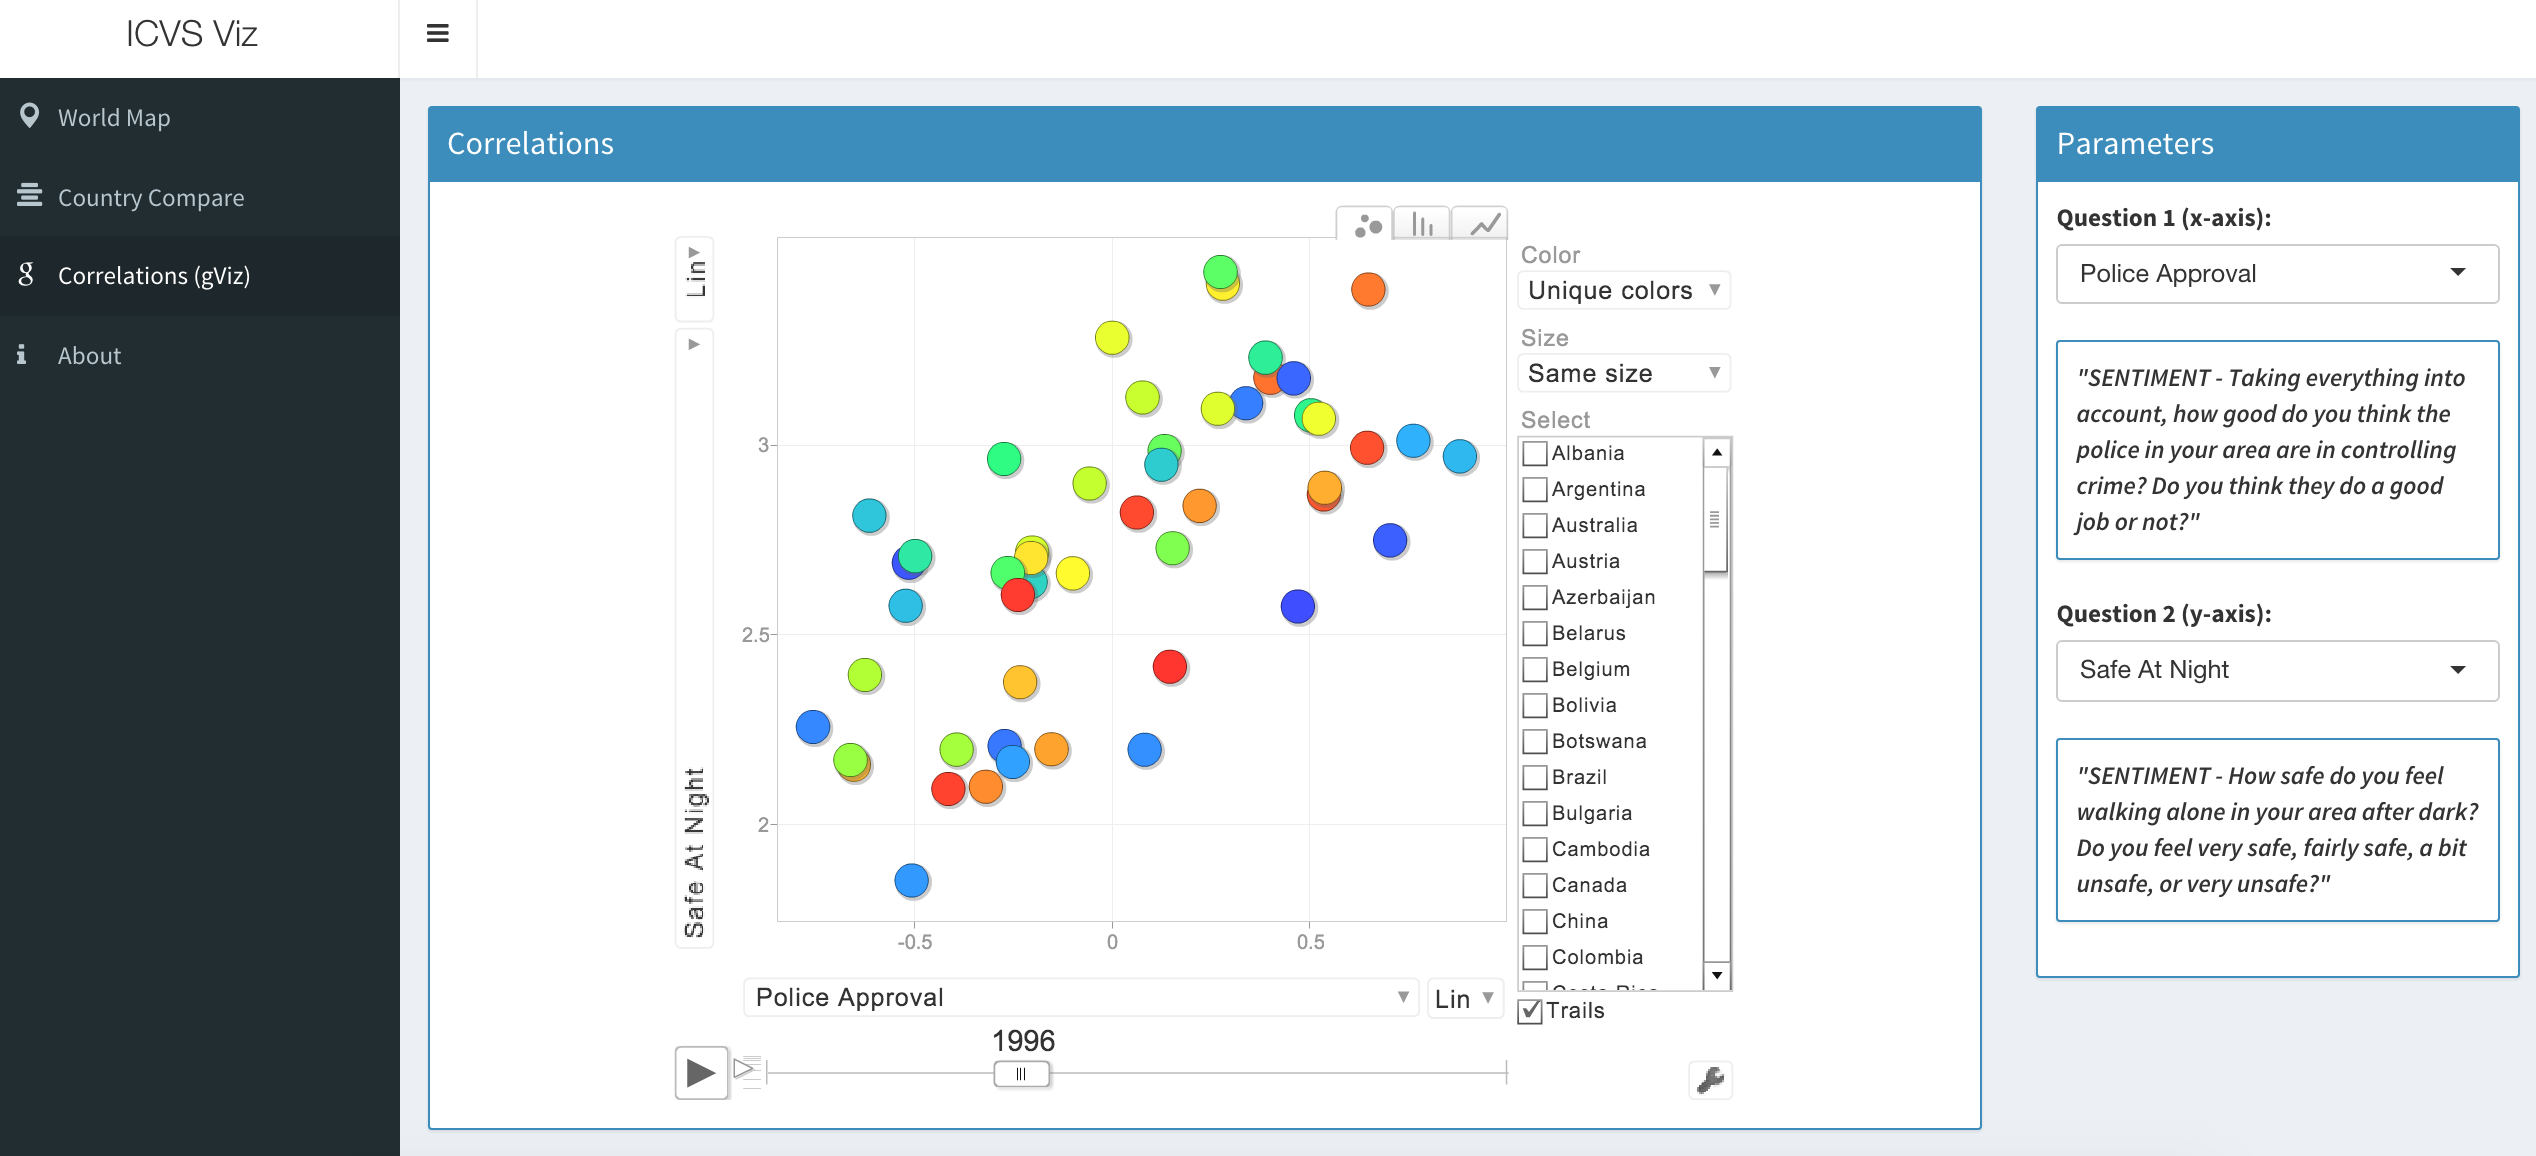 ICVS Viz
World Map
Country Compare
Correlations (gViz)
About
Correlations
Lin
Safe At Night
3
2.5
2
-0.5
0
0.5
Police Approval
Lin
1996
Color
Unique colors
Size
Same size
Select
Albania
Argentina
Australia
Austria
Azerbaijan
Belarus
Belgium
Bolivia
Botswana
Brazil
Bulgaria
Cambodia
Canada
China
Colombia
Trails
Parameters
Question 1 (x-axis):
Police Approval
"SENTIMENT - Taking everything into
account, how good do you think the
police in your area are in controlling
crime? Do you think they do a good
job or not?"
Question 2 (y-axis):
Safe At Night
"SENTIMENT - How safe do you feel
walking alone in your area after dark?
Do you feel very safe, fairly safe, a bit
unsafe, or very unsafe?"